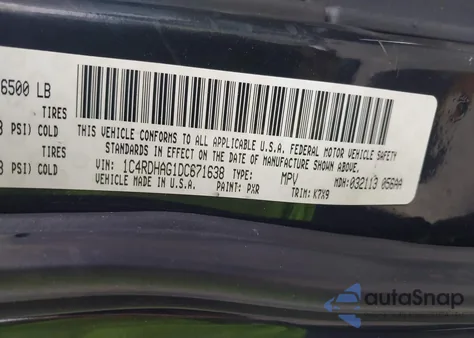 6500 LB
TIRES
PSI) COLD
TIRES
PSI) COLD
THIS VEHICLE CONFORMS TO ALL APPLICABLE U.S.A. FEDERAL MOTOR VEHICLE SAFETY
STANDARDS IN EFFECT ON THE DATE OF MANUFACTURE SHOWN ABOVE.
VIN: 1C4RDHAG1DC671638 TYPE: MPV MDH: 032113 056AA
VEHICLE MADE IN U.S.A. PAINT: PXR TRIM: K7X9
autoSnap